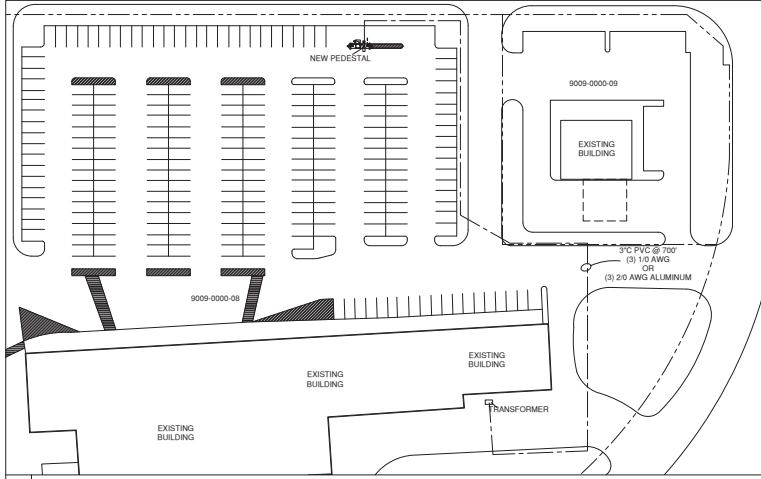 NEW PEDESTAL
9009-0000-09
EXISTING
BUILDING
3"C PVC @ 700'
(3) 1/0 AWG
OR
(3) 2/0 AWG ALUMINUM
9009-0000-08
EXISTING
BUILDING
EXISTING
BUILDING
TRANSFORMER
EXISTING
BUILDING